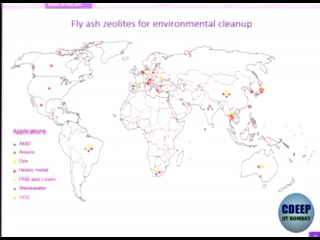 Fly ash zeolites for environmental cleanup
Applications
AMD
Anions
Dye
Heavy metal
PRB and Liners
Wastewater
VOC
CDEEP
IIT BOMBAY